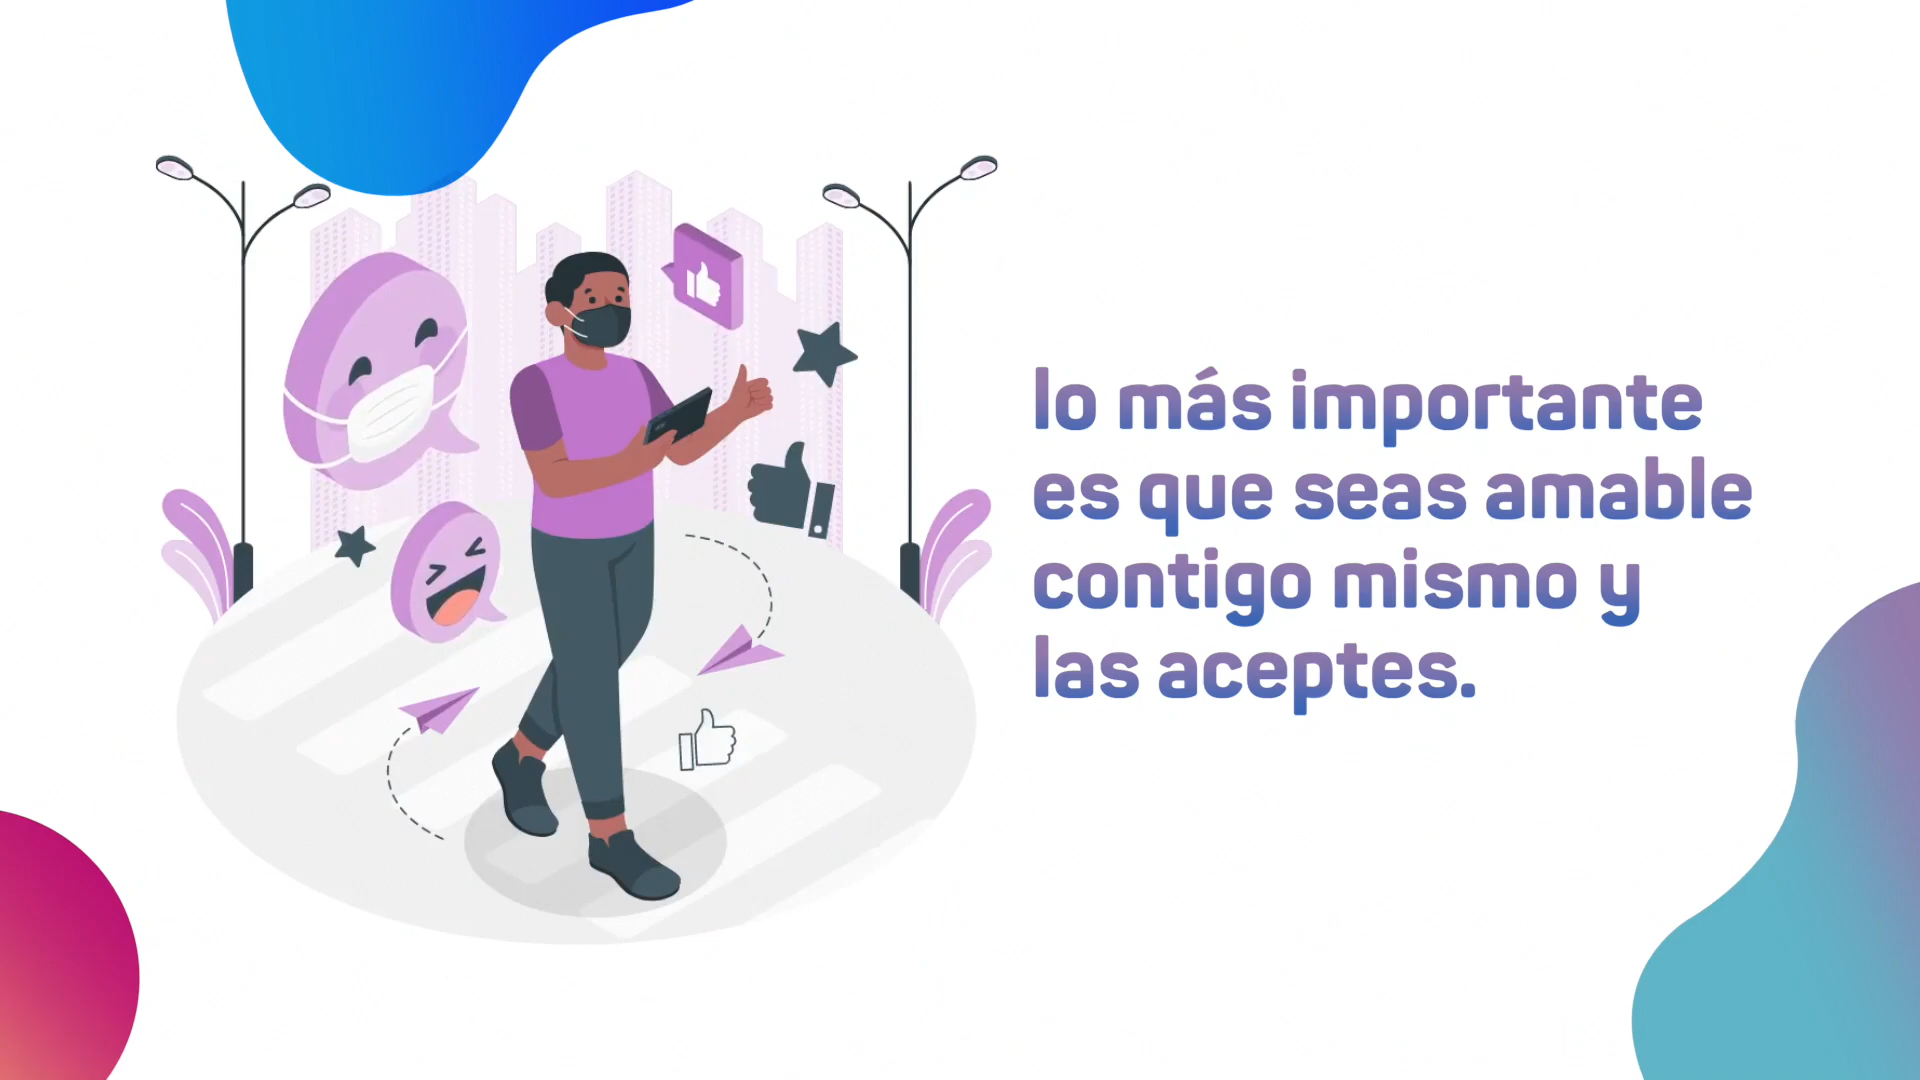 lo más importante
es que seas amable
contigo mismo y
las aceptes.